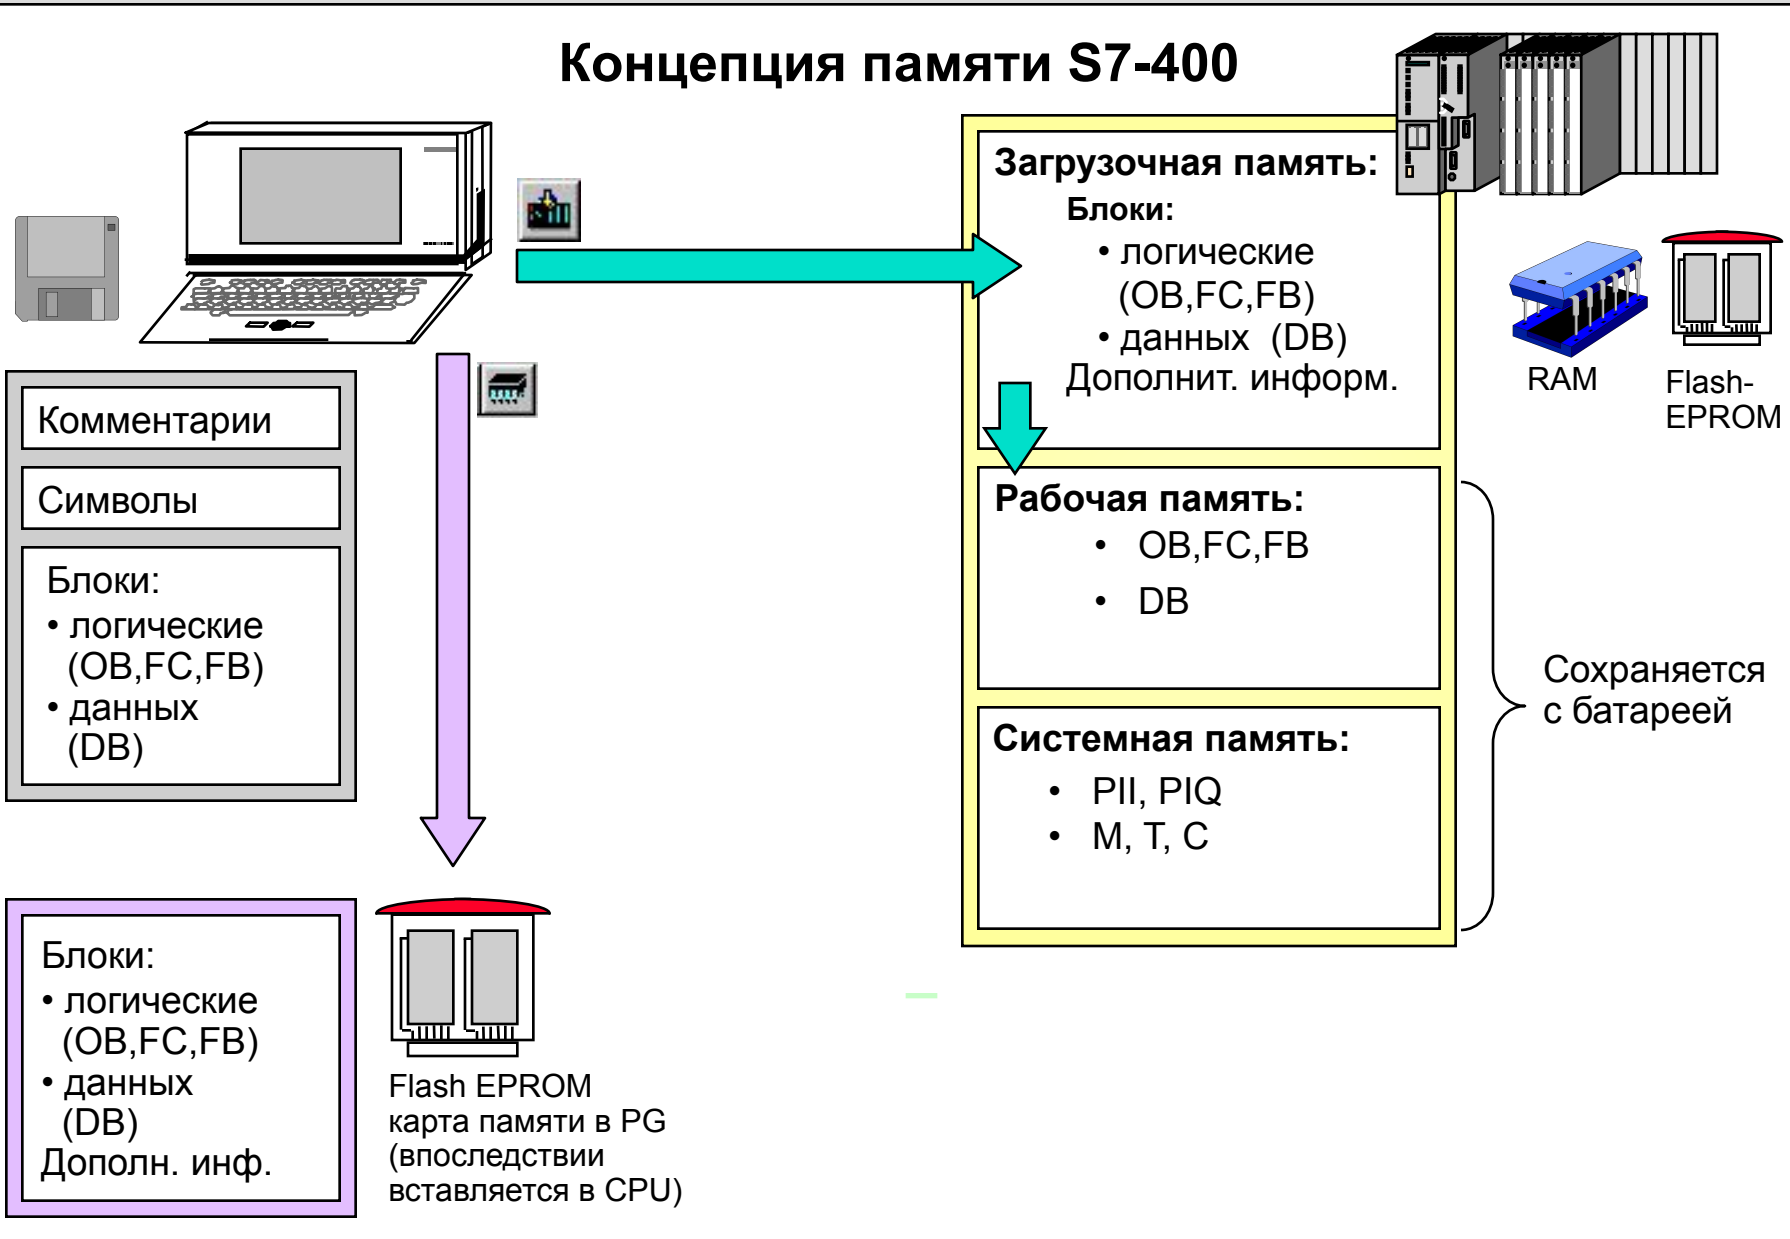 Концепция памяти S7-400
Загрузочная память:
Блоки:
• логические
(OB,FC,FB)
• данных (DB)
Дополнит. информ.
RAM
Flash-
EPROM
Комментарии
Символы
Блоки:
• логические
(OB,FC,FB)
• данных
(DB)
Рабочая память:
• OB,FC,FB
• DB
Системная память:
• PII, PIQ
• M, T, C
Сохраняется
с батареей
Блоки:
• логические
(OB,FC,FB)
• данных
(DB)
Дополн. инф.
Flash EPROM
карта памяти в PG
(впоследствии
вставляется в CPU)